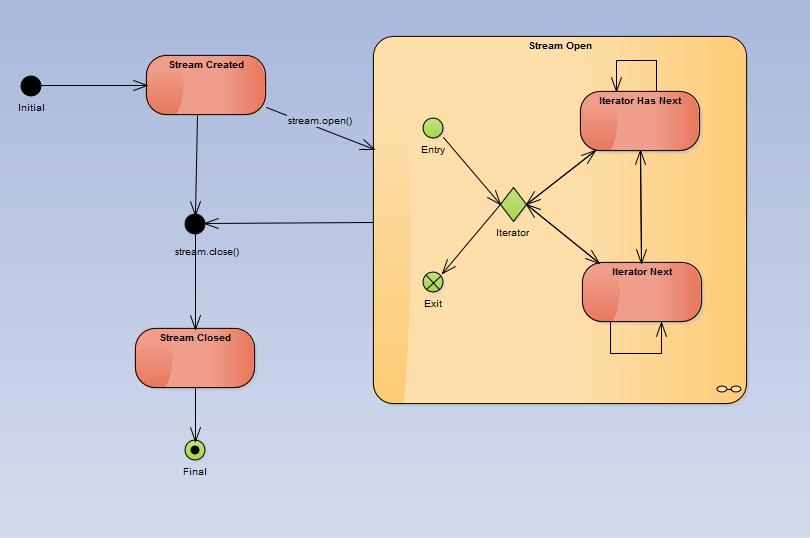 Stream Open
Stream Created
Initial
stream.open()
Iterator Has Next
Entry
Iterator
stream.close()
Iterator Next
Exit
Stream Closed
Final